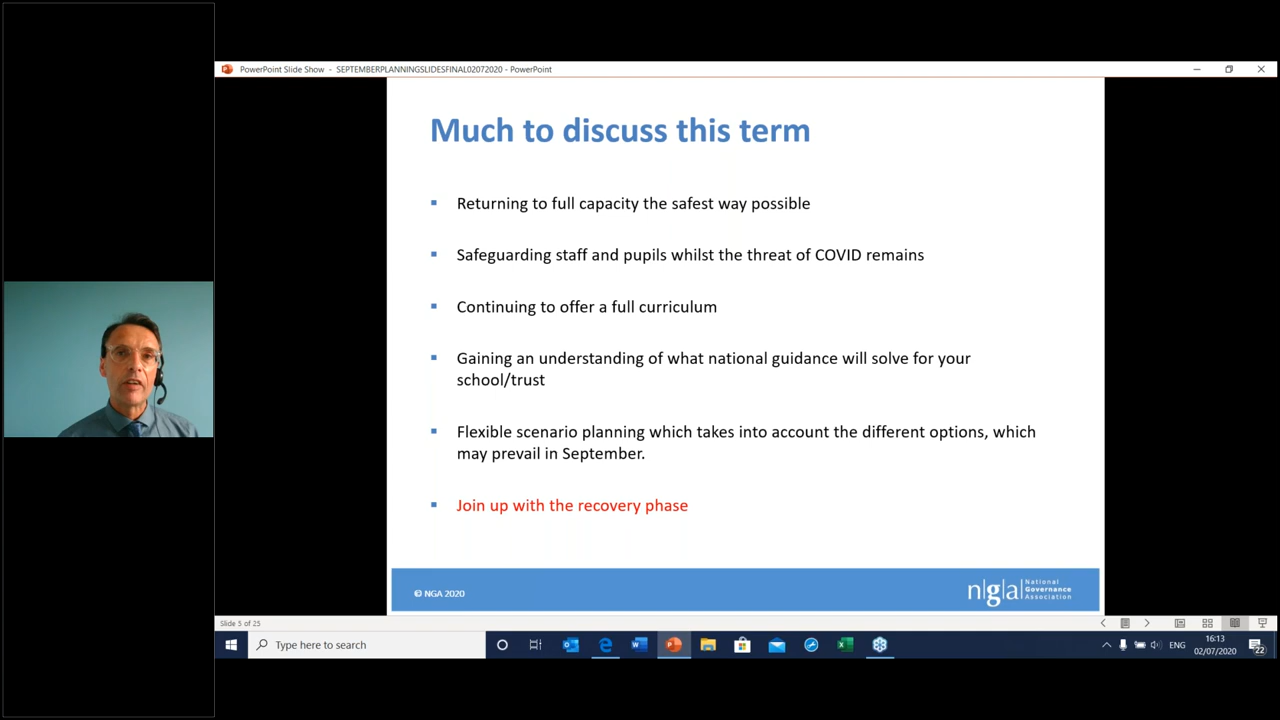 PowerPoint Slide Show - SEPTEMBERPLANNINGSLIDESFINAL02072020 - PowerPoint
Much to discuss this term
Returning to full capacity the safest way possible
Safeguarding staff and pupils whilst the threat of COVID remains
Continuing to offer a full curriculum
Gaining an understanding of what national guidance will solve for your
school/trust
Flexible scenario planning which takes into account the different options, which
may prevail in September.
Join up with the recovery phase
© NGA 2020
n|g|a
National
Governance
Association
Slide 5 of 25
Type here to search
ENG
16:13
02/07/2020
22